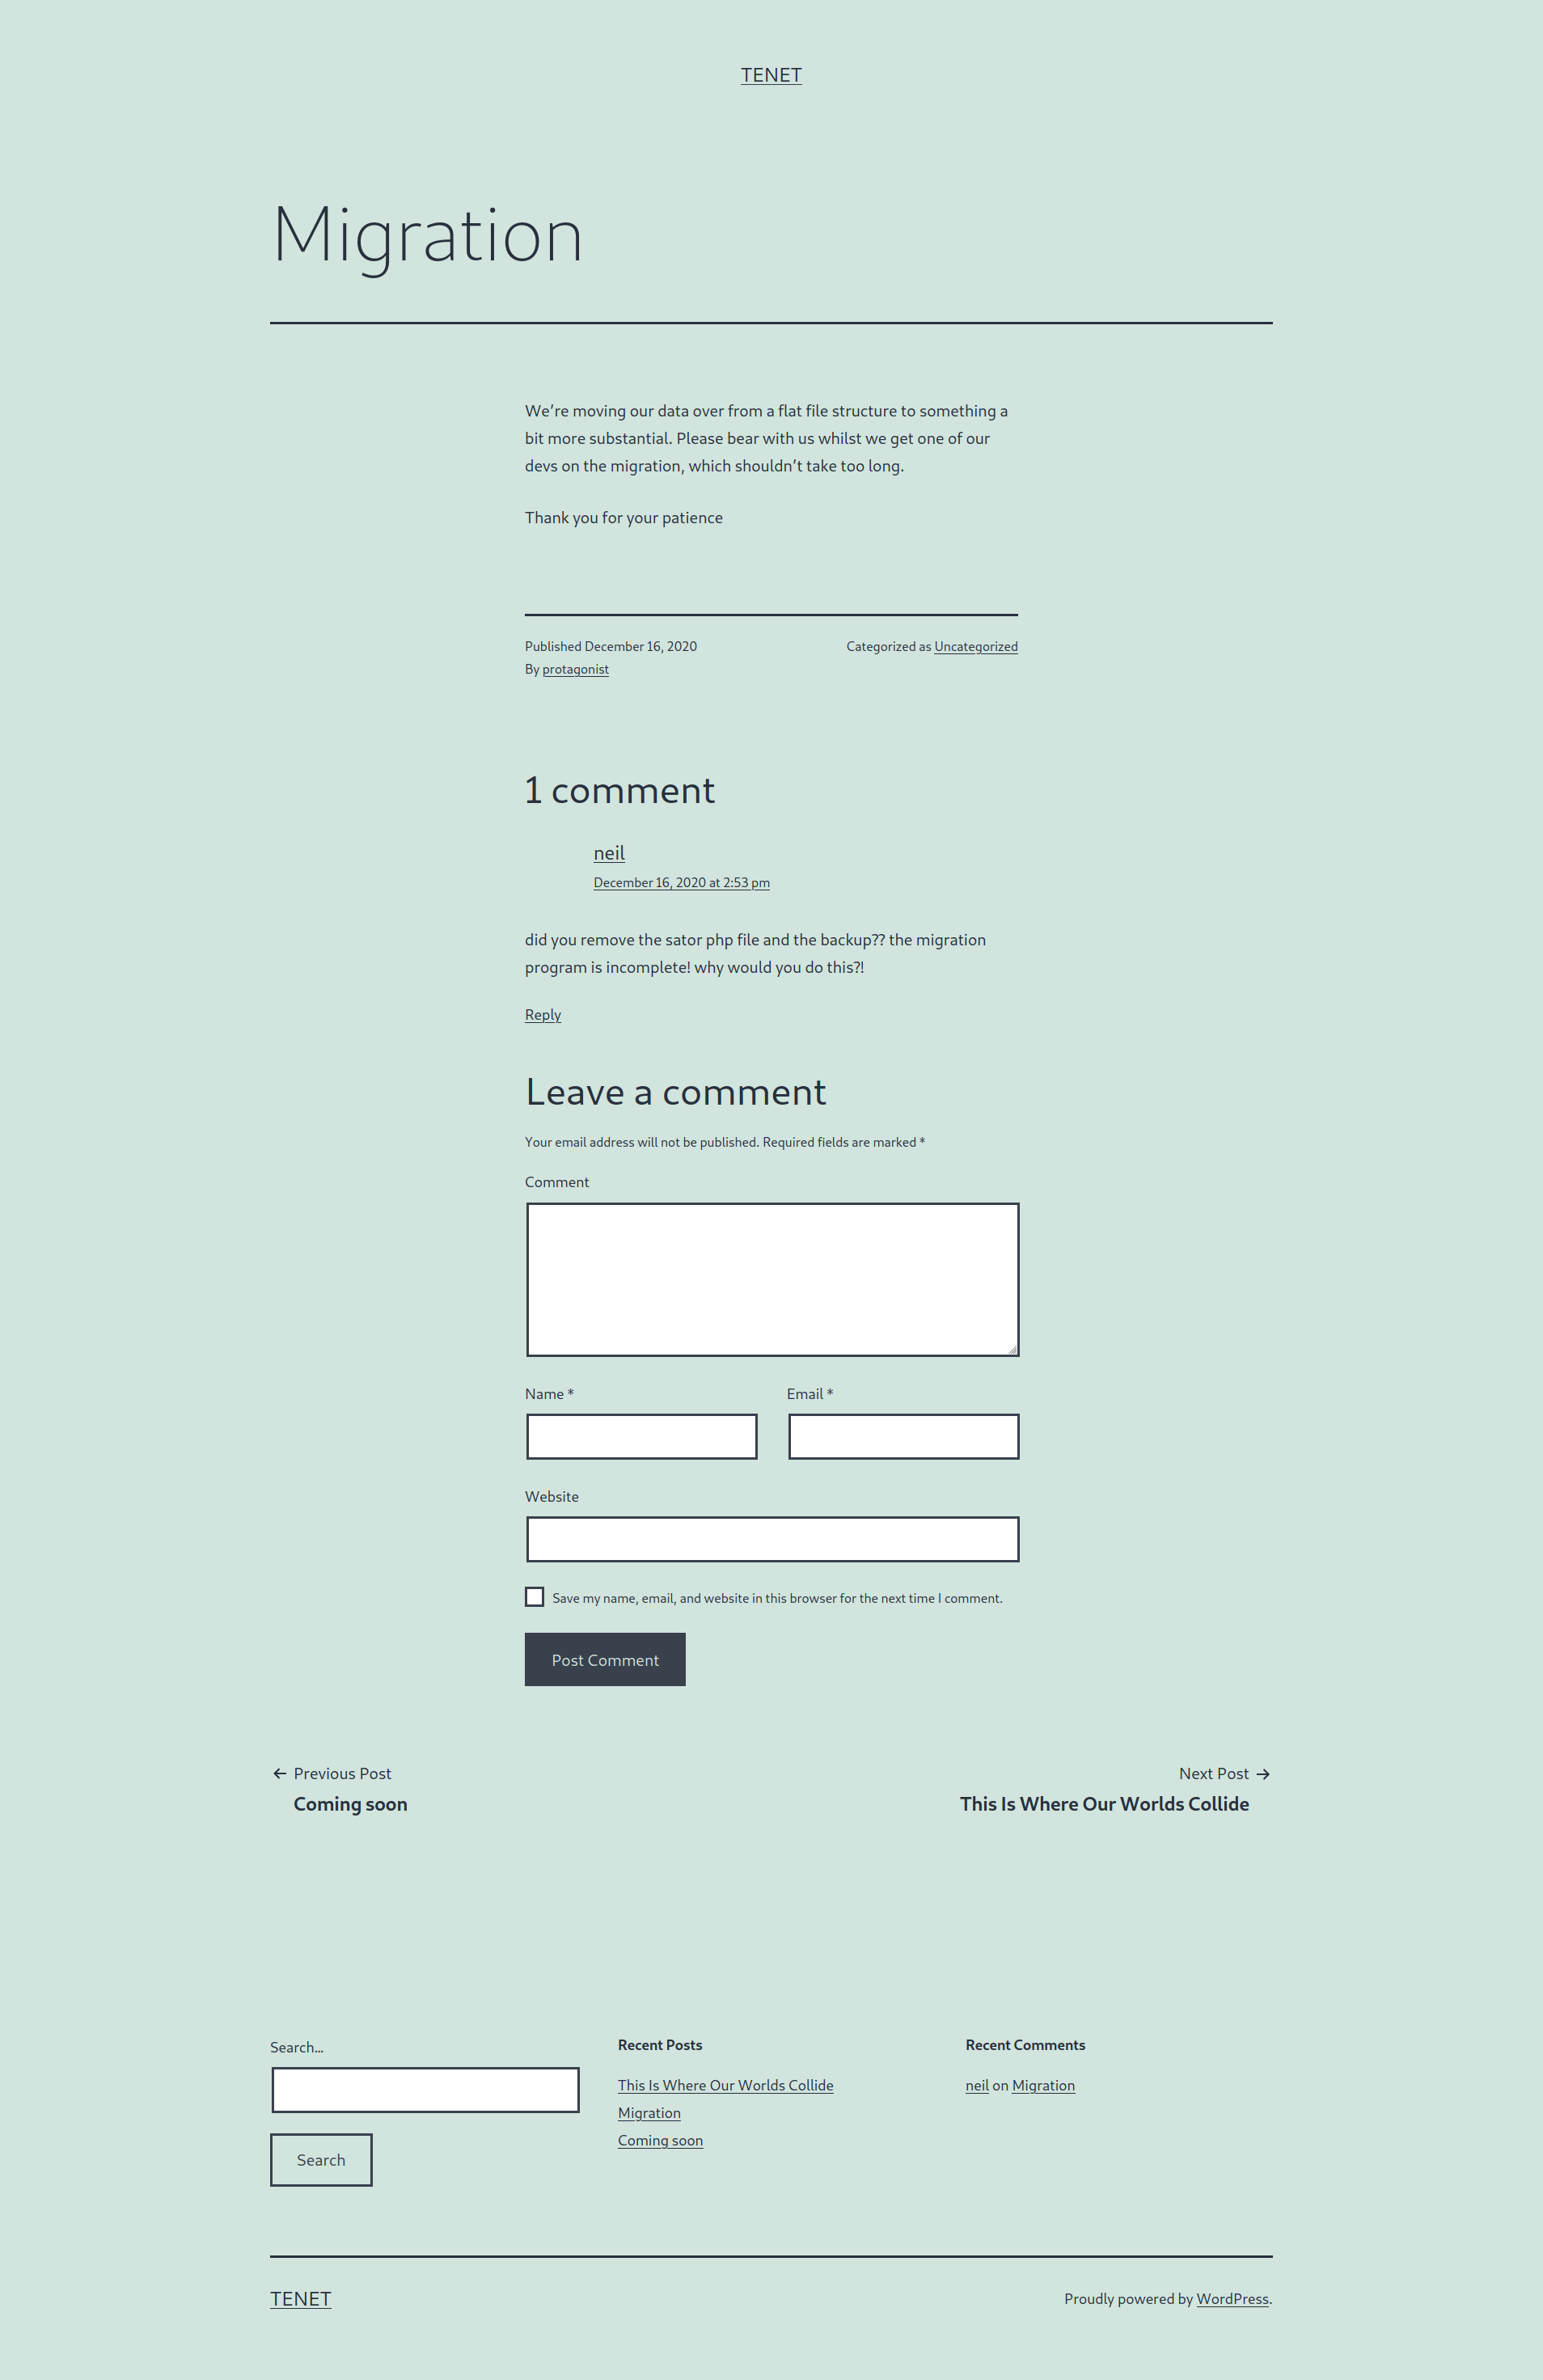 TENET
Migration
We’re moving our data over from a flat file structure to something a
bit more substantial. Please bear with us whilst we get one of our
devs on the migration, which shouldn’t take too long.
Thank you for your patience
Published December 16, 2020
By protagonist
Categorized as Uncategorized
1 comment
neil
December 16, 2020 at 2:53 pm
did you remove the sator php file and the backup?? the migration
program is incomplete! why would you do this?!
Reply
Leave a comment
Your email address will not be published. Required fields are marked *
Comment
Name *
Email *
Website
Save my name, email, and website in this browser for the next time I comment.
Post Comment
← Previous Post
Coming soon
Next Post →
This Is Where Our Worlds Collide
Search…
Search
Recent Posts
This Is Where Our Worlds Collide
Migration
Coming soon
Recent Comments
neil on Migration
TENET
Proudly powered by WordPress.